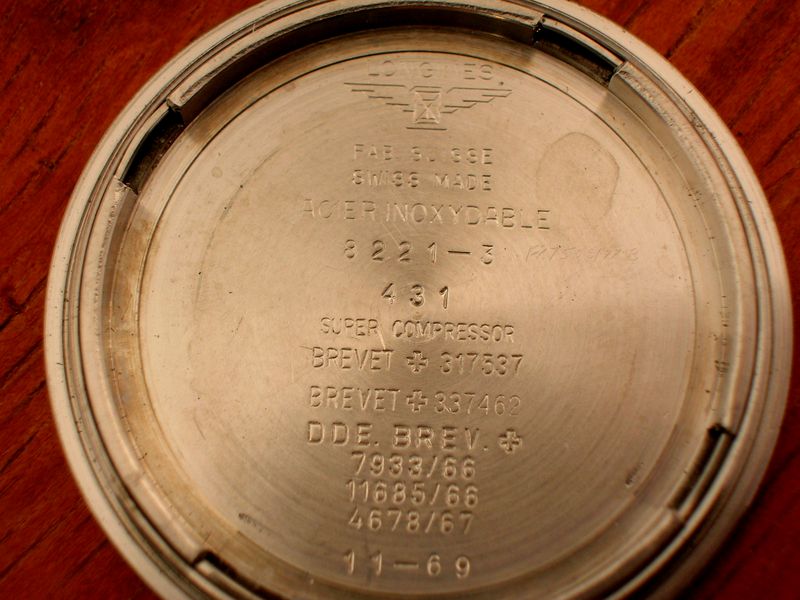 LONGINES
FAB. SUISSE
SWISS MADE
ACIER INOXYDABLE
8221-3
431
SUPER COMPRESSOR
BREVET ✚ 317537
BREVET ✚ 337462
DDE. BREV. ✚
7933/66
11685/66
4678/67
11-69